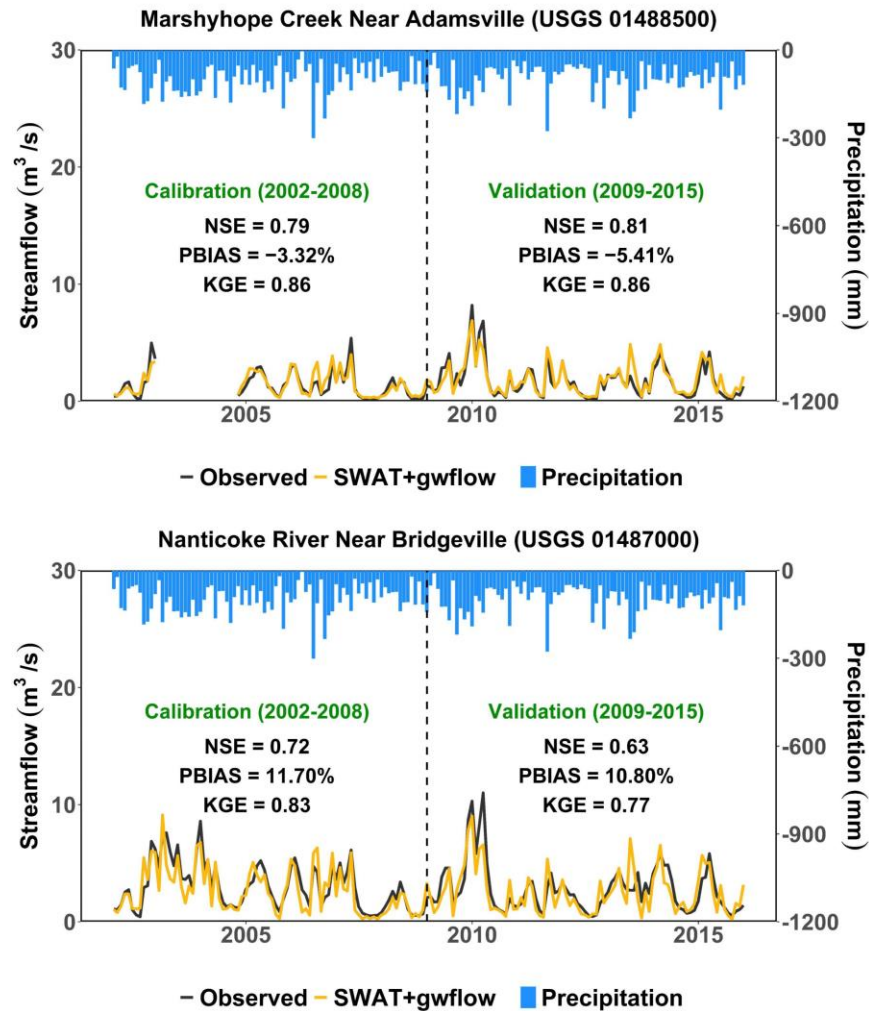 Marshyhope Creek Near Adamsville (USGS 01488500)
30
20
10
0
Streamflow (m³/s)
0
-300
-600
-900
-1200
Precipitation (mm)
Calibration (2002-2008)
NSE = 0.79
PBIAS = −3.32%
KGE = 0.86
Validation (2009-2015)
NSE = 0.81
PBIAS = −5.41%
KGE = 0.86
2005 2010 2015
Observed SWAT+gwflow Precipitation
Nanticoke River Near Bridgeville (USGS 01487000)
30
20
10
0
Streamflow (m³/s)
0
-300
-600
-900
-1200
Precipitation (mm)
Calibration (2002-2008)
NSE = 0.72
PBIAS = 11.70%
KGE = 0.83
Validation (2009-2015)
NSE = 0.63
PBIAS = 10.80%
KGE = 0.77
2005 2010 2015
Observed SWAT+gwflow Precipitation